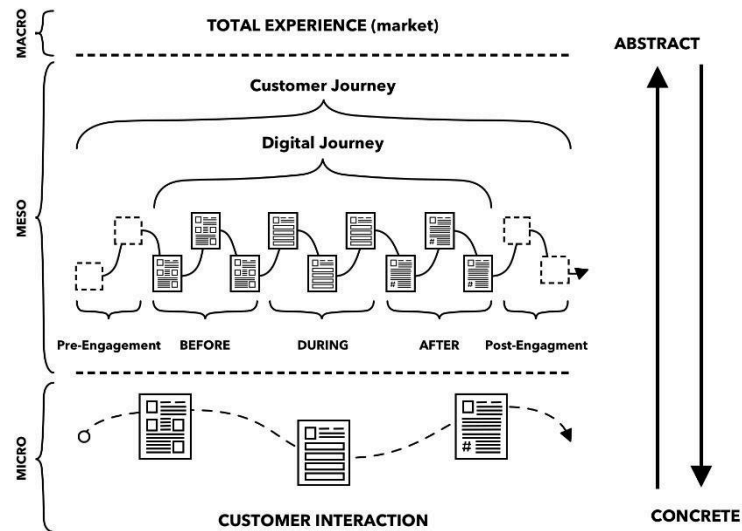 MACRO
TOTAL EXPERIENCE (market)
ABSTRACT
MESO
Customer Journey
Digital Journey
#
#
#
Pre-Engagement
BEFORE
DURING
AFTER
Post-Engagment
MICRO
#
CUSTOMER INTERACTION
CONCRETE